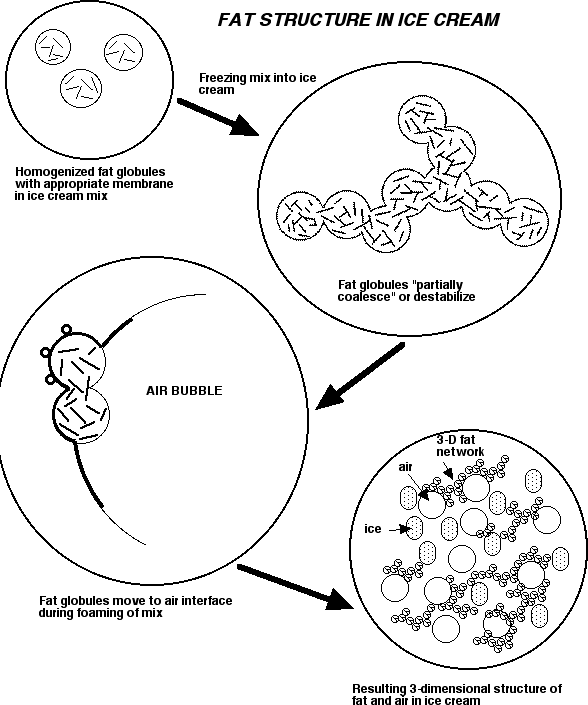 FAT STRUCTURE IN ICE CREAM
Freezing mix into ice
cream
Homogenized fat globules
with appropriate membrane
in ice cream mix
Fat globules "partially
coalesce" or destabilize
AIR BUBBLE
Fat globules move to air interface
during foaming of mix
3-D fat
network
air
ice
Resulting 3-dimensional structure of
fat and air in ice cream